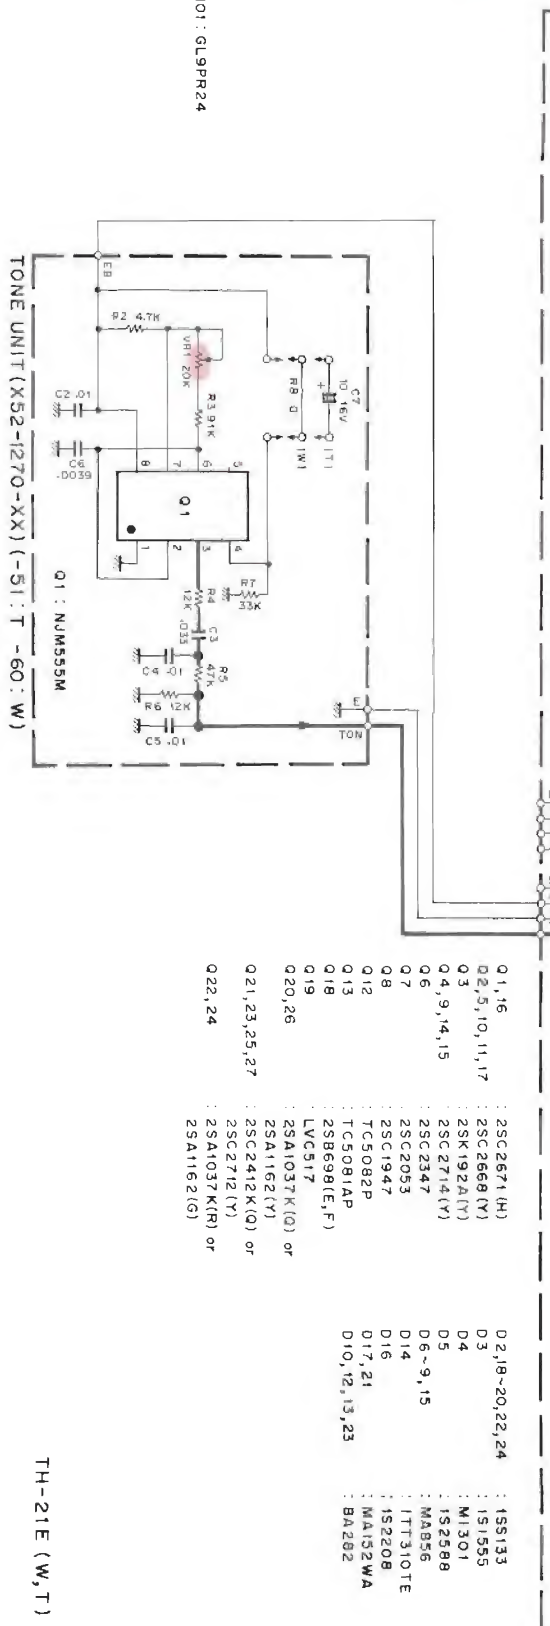 101 : GL9PR24
C7
10 16V
+
1T1
R8 0
1W1
EB
R2 4.7K
VR1 20K
R3 91K
C2 .01
C6
.0039
8
7
6
5
Q1
1
2
3
4
R7
33K
R4
12K
C3
.033
C4 .01
R5
47K
R6 12K
C5 .01
E
TON
Q1 : NJM555M
TONE UNIT (X52-1270-XX) (-51:T -60:W)
Q1,16 : 2SC2671(H)
Q2,5,10,11,17 : 2SC2668(Y)
Q3 : 2SK192A(Y)
Q4,9,14,15 : 2SC2714(Y)
Q6 : 2SC2347
Q7 : 2SC2053
Q8 : 2SC1947
Q12 : TC5082P
Q13 : TC5081AP
Q18 : 2SB698(E,F)
Q19 : LVC517
Q20,26 : 2SA1037K(Q) or
2SA1162(Y)
Q21,23,25,27 : 2SC2412K(Q) or
2SC2712(Y)
Q22,24 : 2SA1037K(R) or
2SA1162(G)
D2,18~20,22,24 : 1SS133
D3 : 1S1555
D4 : MI301
D5 : 1S2588
D6~9,15 : MA856
D14 : ITT310TE
D16 : 1S2208
D17,21 : MA152WA
D10,12,13,23 : BA282
TH-21E (W,T)